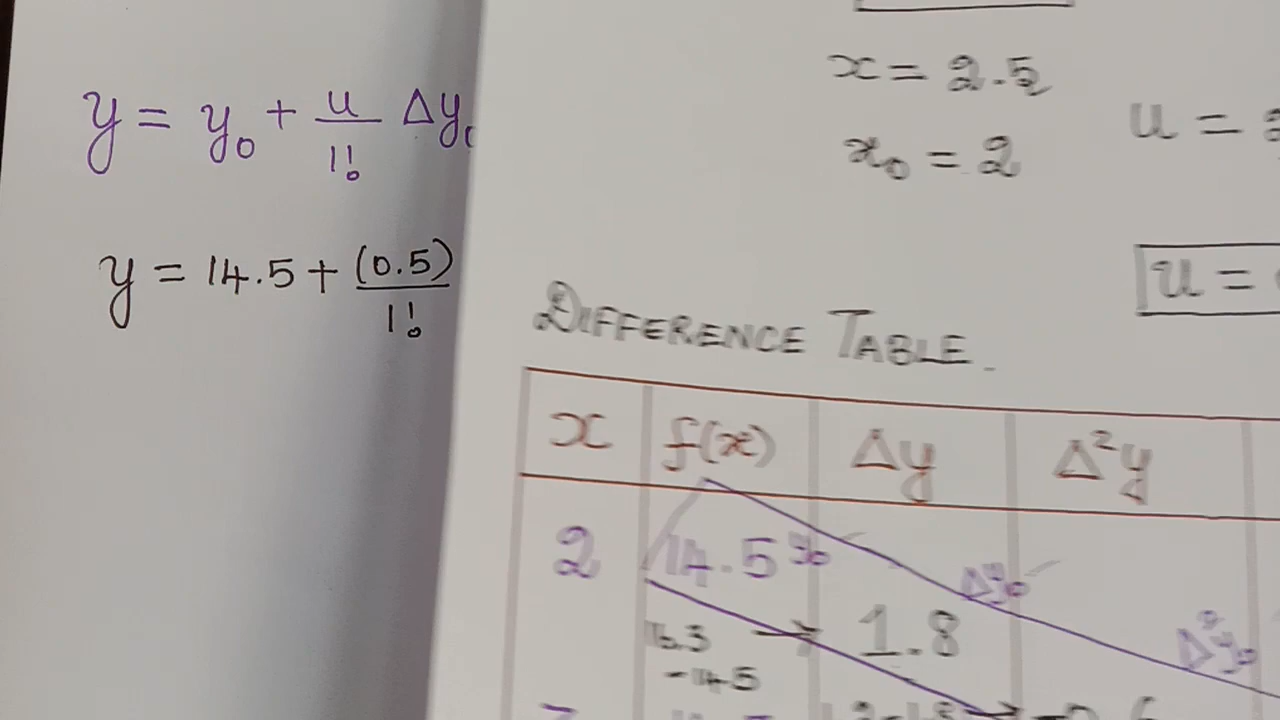 y = y₀ + u/1! Δy₀
y = 14.5 + (0.5)/1!
x = 2.5
x₀ = 2
u =
u =
DIFFERENCE TABLE.
x f(x) Δy Δ²y
2 14.5 y₀ Δy₀
1.8 Δ²y₀
16.3
-14.5